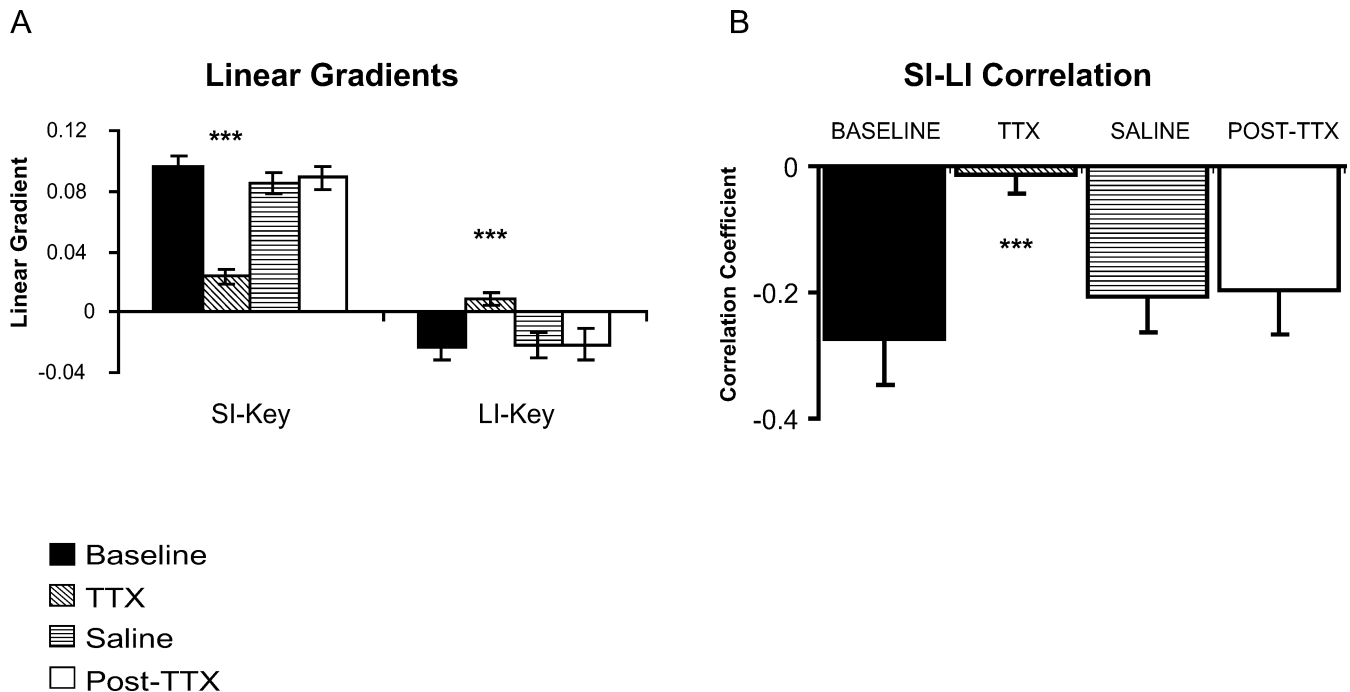 A
Linear Gradients
Linear Gradient
0.12
0.08
0.04
0
-0.04
***
***
SI-Key
LI-Key
B
SI-LI Correlation
BASELINE TTX SALINE POST-TTX
Correlation Coefficient
0
-0.2
-0.4
***
Baseline
TTX
Saline
Post-TTX